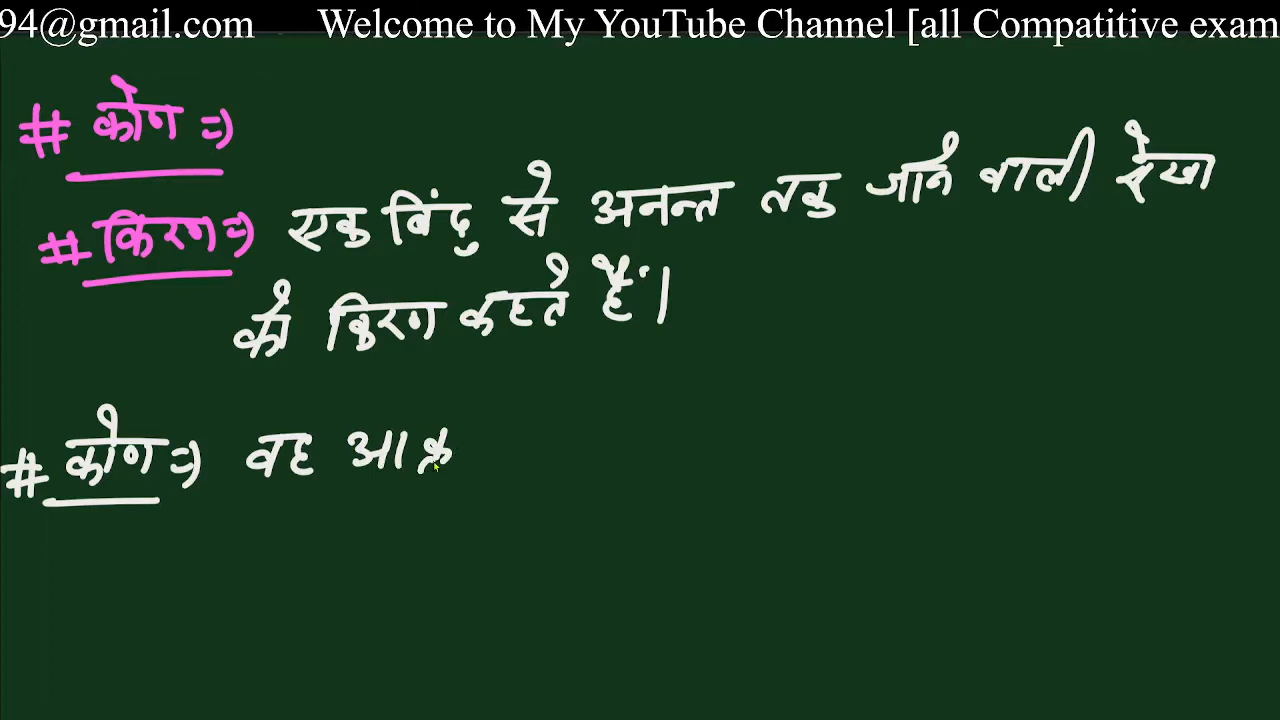 94@gmail.com Welcome to My YouTube Channel [all Compatitive exam
# कोण =>
# किरण => एक बिंदु से अनन्त तक जाने वाली रेखा
को किरण कहते हैं।
# कोण => वह आ